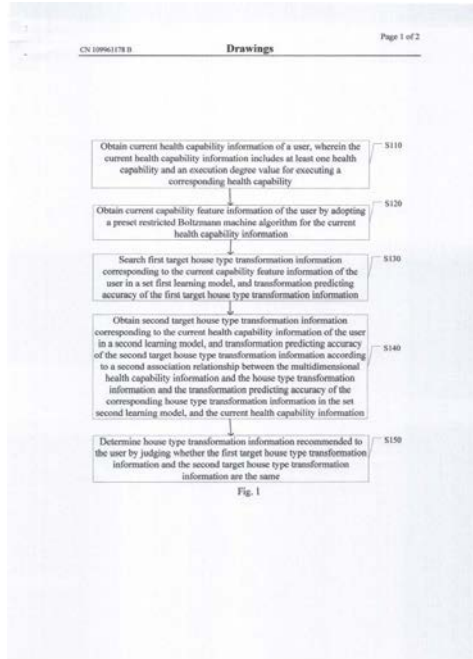 Page 1 of 2
CN 109961178 B
Drawings
Obtain current health capability information of a user, wherein the
current health capability information includes at least one health
capability and an execution degree value for executing a
corresponding health capability
S110
Obtain current capability feature information of the user by adopting
a preset restricted Boltzmann machine algorithm for the current
health capability information
S120
Search first target house type transformation information
corresponding to the current capability feature information of the
user in a set first learning model, and transformation predicting
accuracy of the first target house type transformation information
S130
Obtain second target house type transformation information
corresponding to the current health capability information of the user
in a second learning model, and transformation predicting accuracy
of the second target house type transformation information according
to a second association relationship between the multidimensional
health capability information and the house type transformation
information and the transformation predicting accuracy of the
corresponding house type transformation information in the set
second learning model, and the current health capability information
S140
Determine house type transformation information recommended to
the user by judging whether the first target house type transformation
information and the second target house type transformation
information are the same
S150
Fig. 1